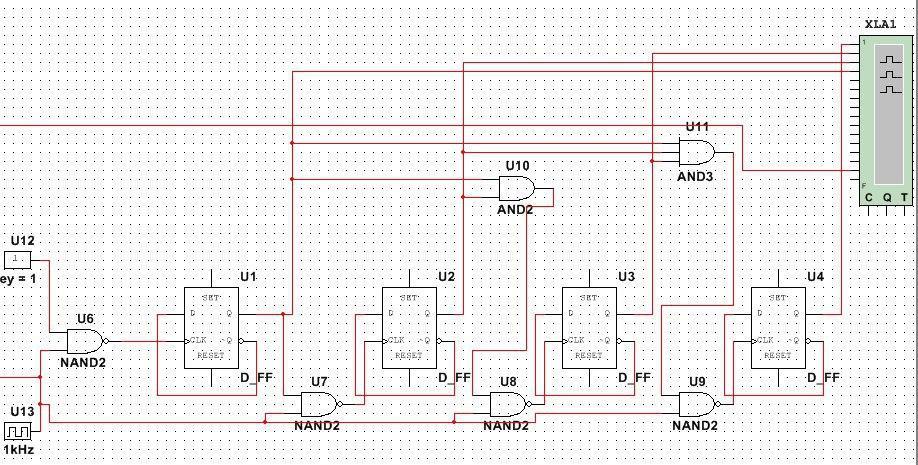 XLA1
1
U11
AND3
U10
AND2
F
C Q T
U12
1
ey = 1
U1
U2
U3
U4
SET
SET
SET
SET
D Q
D Q
D Q
D Q
U6
CLK ~Q
CLK ~Q
CLK ~Q
CLK ~Q
RESET
RESET
RESET
RESET
NAND2
D_FF
D_FF
D_FF
D_FF
U7
U8
U9
U13
NAND2
NAND2
NAND2
1kHz